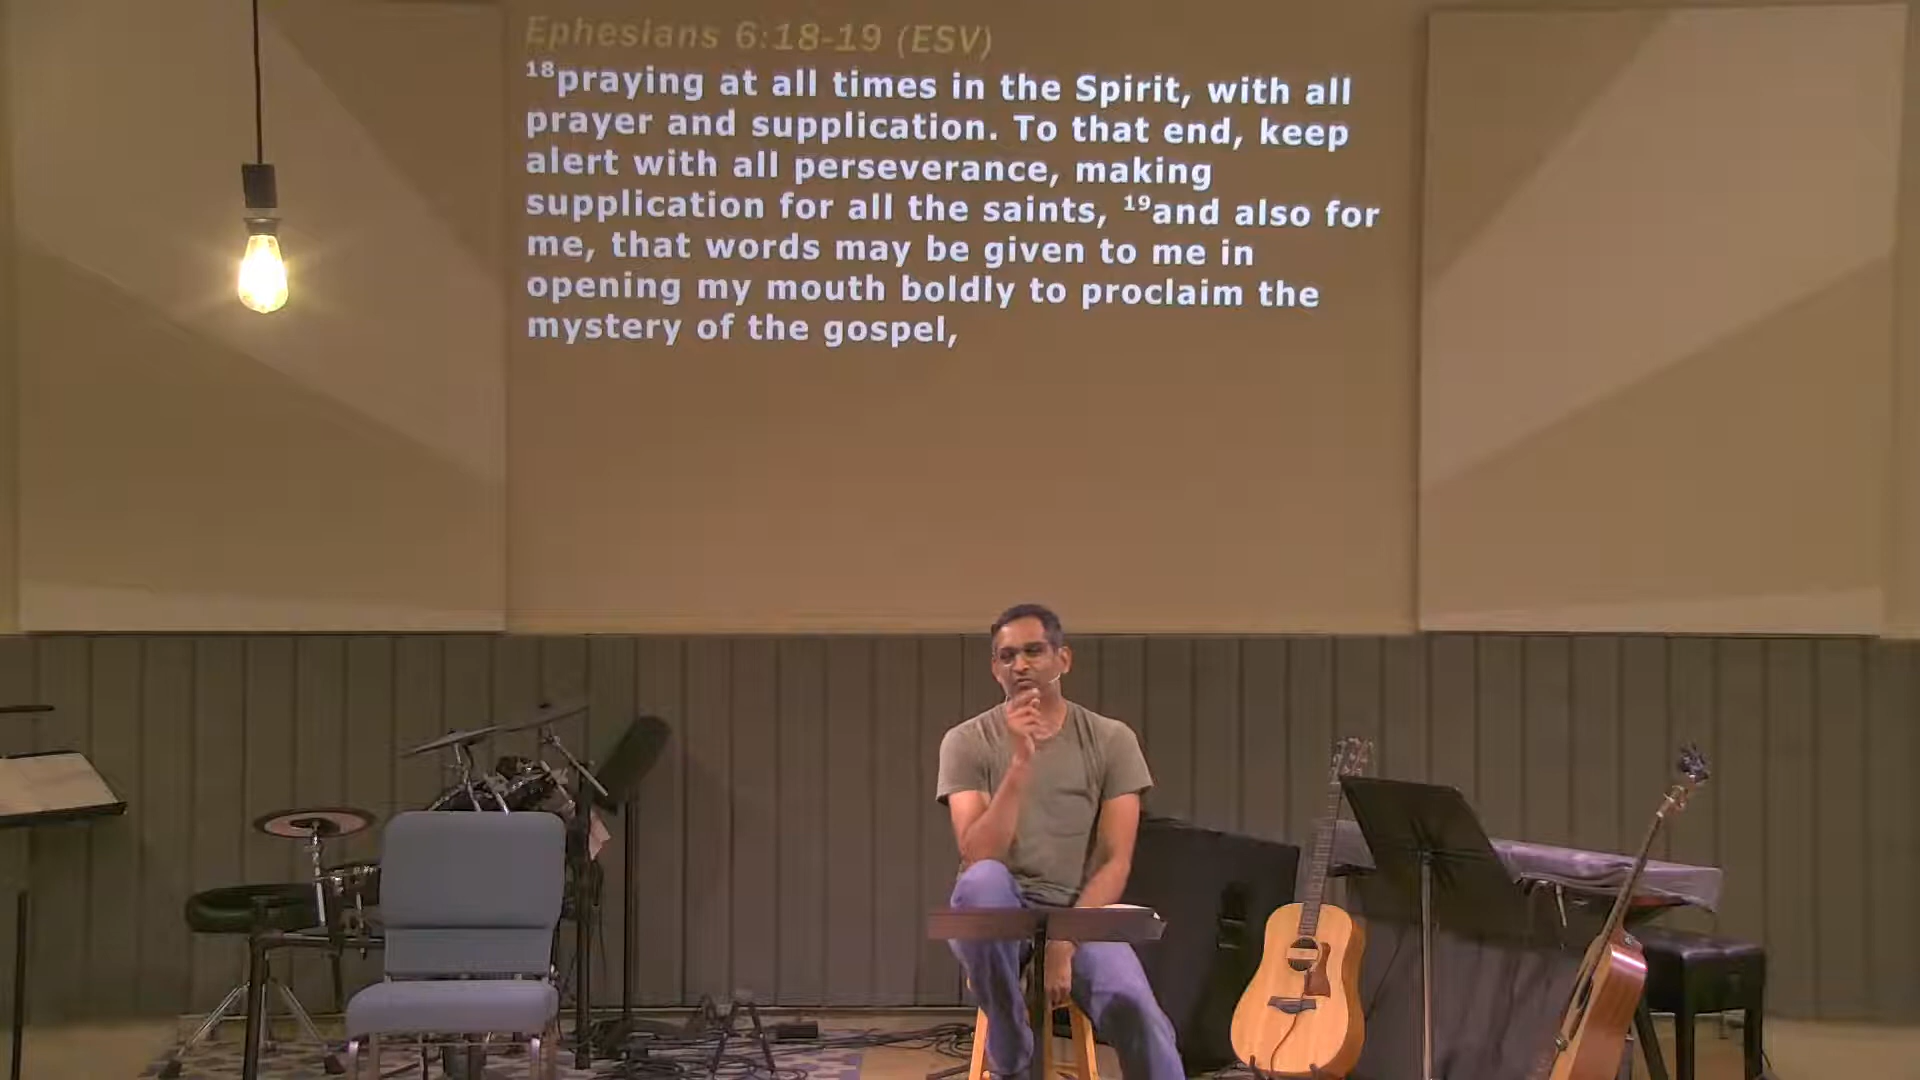 Ephesians 6:18-19 (ESV)
18praying at all times in the Spirit, with all
prayer and supplication. To that end, keep
alert with all perseverance, making
supplication for all the saints, 19and also for
me, that words may be given to me in
opening my mouth boldly to proclaim the
mystery of the gospel,